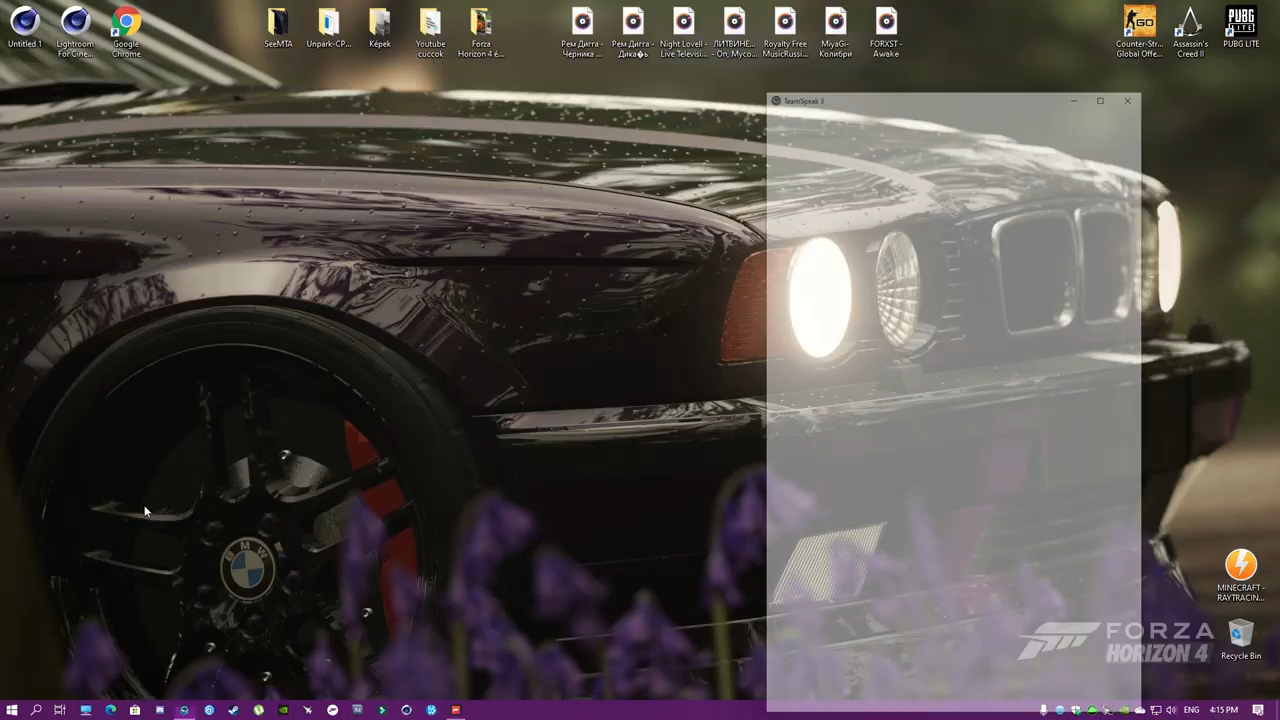 Untitled 1
Lightroom
For Cine...
Google
Chrome
SeeMTA
Unpark-CP...
Képek
Youtube
cuccok
Forza
Horizon 4 é...
Рем Дигга -
Черника ...
Рем Дигга -
Night Lovell -
Live Televisi...
ЛИТВИНЕ...
- On, Мусо...
Royalty Free
MusicRussi...
MiyaGi-
Колибри
FORXST -
Awake
Counter-Str...
Global Offe...
Assassin's
Creed II
PUBG LITE
TeamSpeak 3
BMW
MINECRAFT -
RAYTRACIN...
FORZA
HORIZON 4
Recycle Bin
ENG
4:15 PM